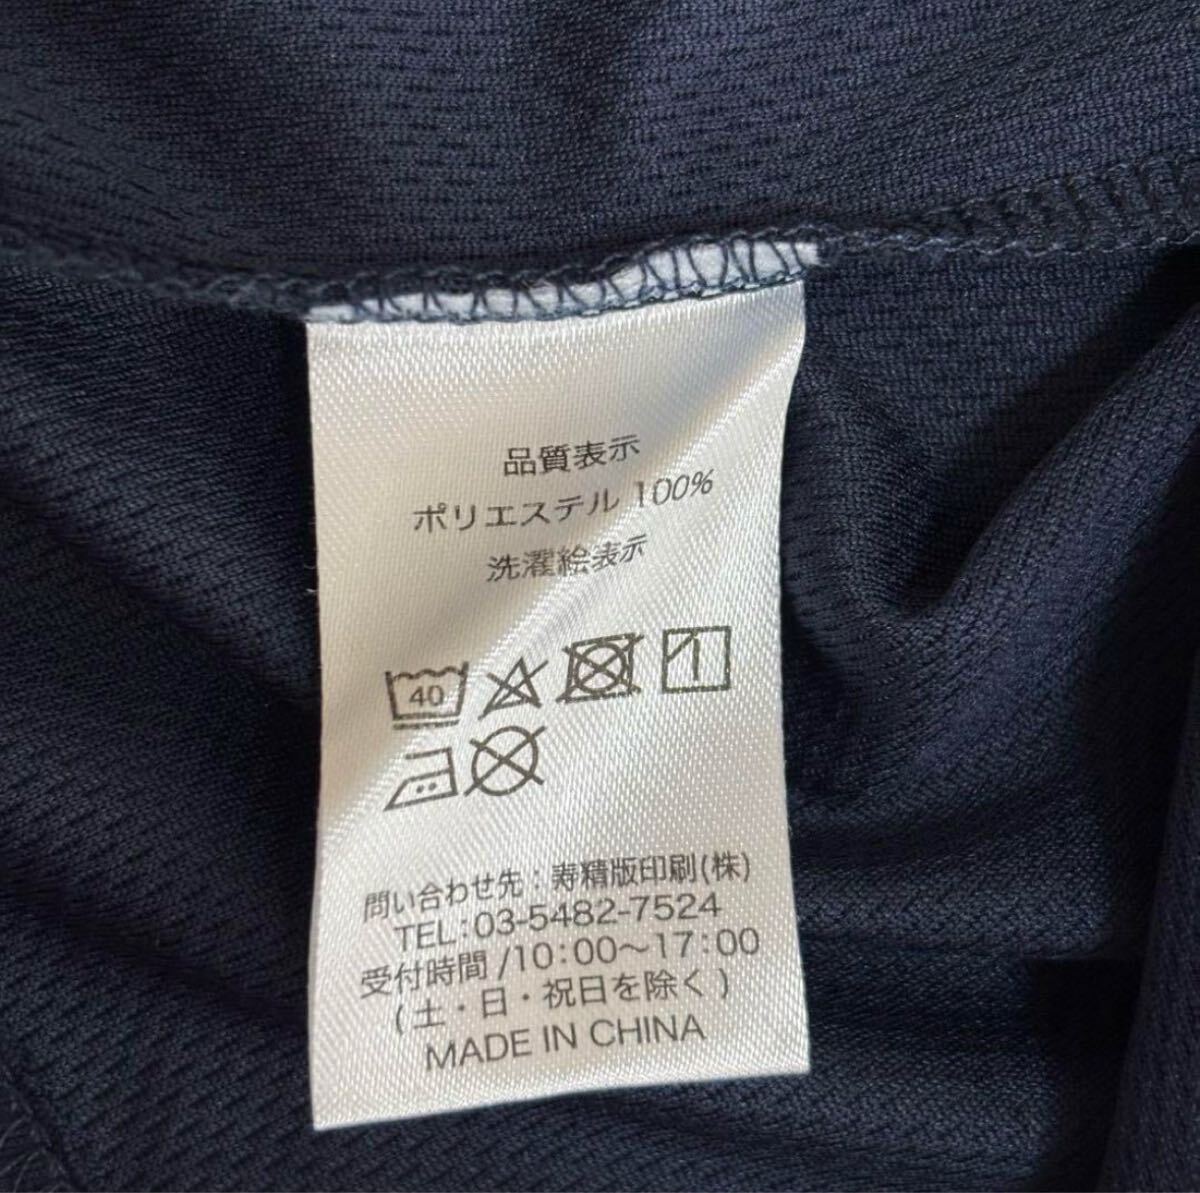 品質表示
ポリエステル 100%
洗濯絵表示
40
問い合わせ先：寿精版印刷(株)
TEL:03-5482-7524
受付時間/10:00～17:00
(土・日・祝日を除く)
MADE IN CHINA